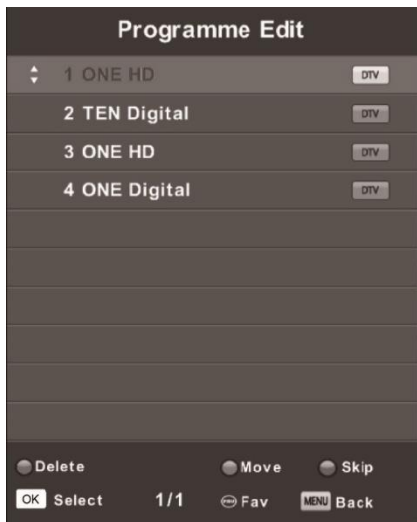 Programme Edit
1 ONE HD DTV
2 TEN Digital DTV
3 ONE HD DTV
4 ONE Digital DTV
Delete Move Skip
OK Select 1/1 Fav MENU Back